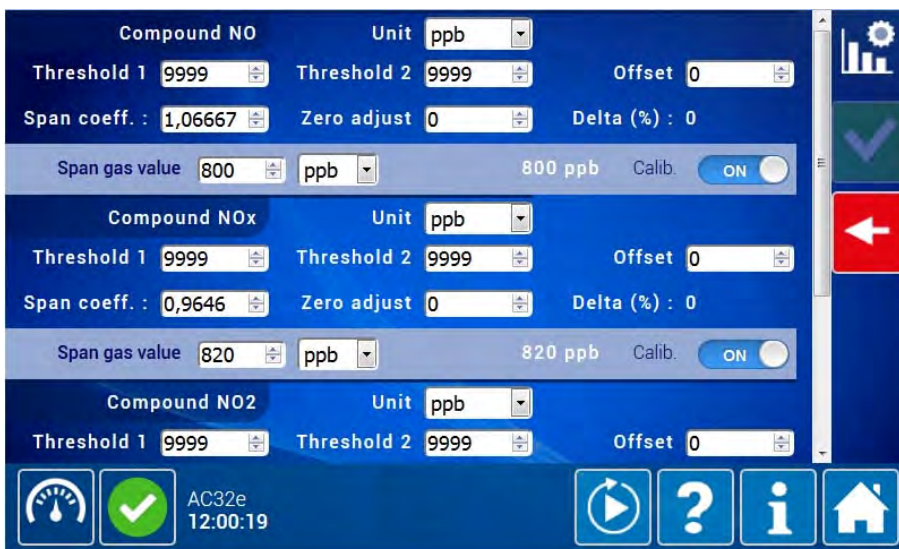 Compound NO Unit ppb
Threshold 1 9999 Threshold 2 9999 Offset 0
Span coeff. : 1,06667 Zero adjust 0 Delta (%) : 0
Span gas value 800 ppb 800 ppb Calib. ON
Compound NOx Unit ppb
Threshold 1 9999 Threshold 2 9999 Offset 0
Span coeff. : 0,9646 Zero adjust 0 Delta (%) : 0
Span gas value 820 ppb 820 ppb Calib. ON
Compound NO2 Unit ppb
Threshold 1 9999 Threshold 2 9999 Offset 0
AC32e
12:00:19